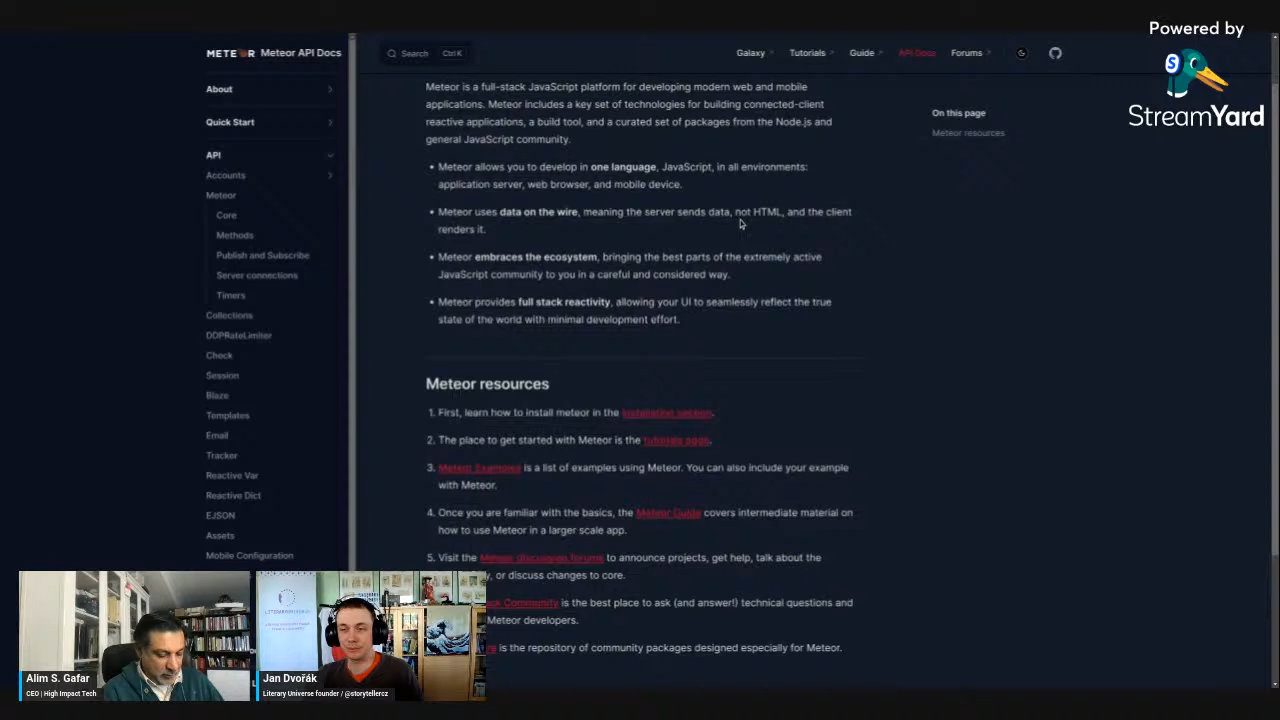 Powered by
StreamYard
METEOR Meteor API Docs
Search Ctrl K
Galaxy Tutorials Guide API Docs Forums
About
Quick Start
API
Accounts
Meteor
Core
Methods
Publish and Subscribe
Server connections
Timers
Collections
DDPRateLimiter
Check
Session
Blaze
Templates
Email
Tracker
Reactive Var
Reactive Dict
EJSON
Assets
Mobile Configuration
Meteor is a full-stack JavaScript platform for developing modern web and mobile
applications. Meteor includes a key set of technologies for building connected-client
reactive applications, a build tool, and a curated set of packages from the Node.js and
general JavaScript community.
• Meteor allows you to develop in one language, JavaScript, in all environments:
application server, web browser, and mobile device.
• Meteor uses data on the wire, meaning the server sends data, not HTML, and the client
renders it.
• Meteor embraces the ecosystem, bringing the best parts of the extremely active
JavaScript community to you in a careful and considered way.
• Meteor provides full stack reactivity, allowing your UI to seamlessly reflect the true
state of the world with minimal development effort.
Meteor resources
1. First, learn how to install meteor in the installation section.
2. The place to get started with Meteor is the tutorials page.
3. Meteor Examples is a list of examples using Meteor. You can also include your example
with Meteor.
4. Once you are familiar with the basics, the Meteor Guide covers intermediate material on
how to use Meteor in a larger scale app.
5. Visit the Meteor discussion forums to announce projects, get help, talk about the
y, or discuss changes to core.
ck Community is the best place to ask (and answer!) technical questions and
Meteor developers.
re is the repository of community packages designed especially for Meteor.
On this page
Meteor resources
Alim S. Gafar
CEO | High Impact Tech
Jan Dvořák
Literary Universe founder / @storytellercz